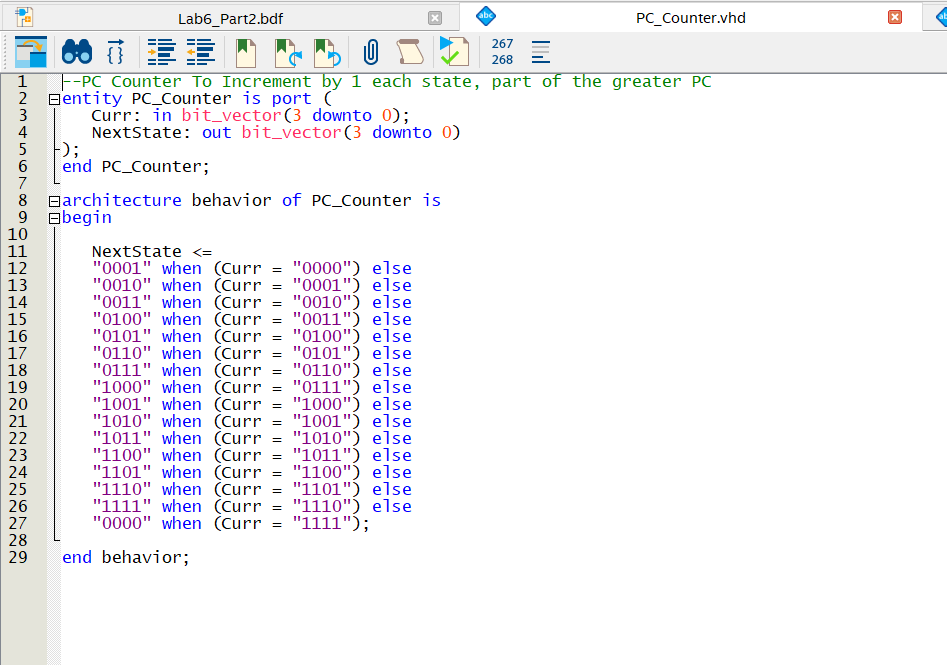 Lab6_Part2.bdf
abc PC_Counter.vhd
267
268
1 --PC Counter To Increment by 1 each state, part of the greater PC
2 entity PC_Counter is port (
3 Curr: in bit_vector(3 downto 0);
4 NextState: out bit_vector(3 downto 0)
5 );
6 end PC_Counter;
7
8 architecture behavior of PC_Counter is
9 begin
10
11 NextState <=
12 "0001" when (Curr = "0000") else
13 "0010" when (Curr = "0001") else
14 "0011" when (Curr = "0010") else
15 "0100" when (Curr = "0011") else
16 "0101" when (Curr = "0100") else
17 "0110" when (Curr = "0101") else
18 "0111" when (Curr = "0110") else
19 "1000" when (Curr = "0111") else
20 "1001" when (Curr = "1000") else
21 "1010" when (Curr = "1001") else
22 "1011" when (Curr = "1010") else
23 "1100" when (Curr = "1011") else
24 "1101" when (Curr = "1100") else
25 "1110" when (Curr = "1101") else
26 "1111" when (Curr = "1110") else
27 "0000" when (Curr = "1111");
28
29 end behavior;